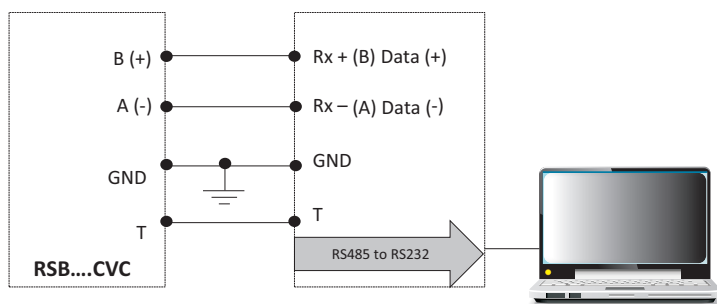 B (+)
Rx + (B) Data (+)
A (-)
Rx – (A) Data (-)
GND
GND
T
T
RS485 to RS232
RSB....CVC